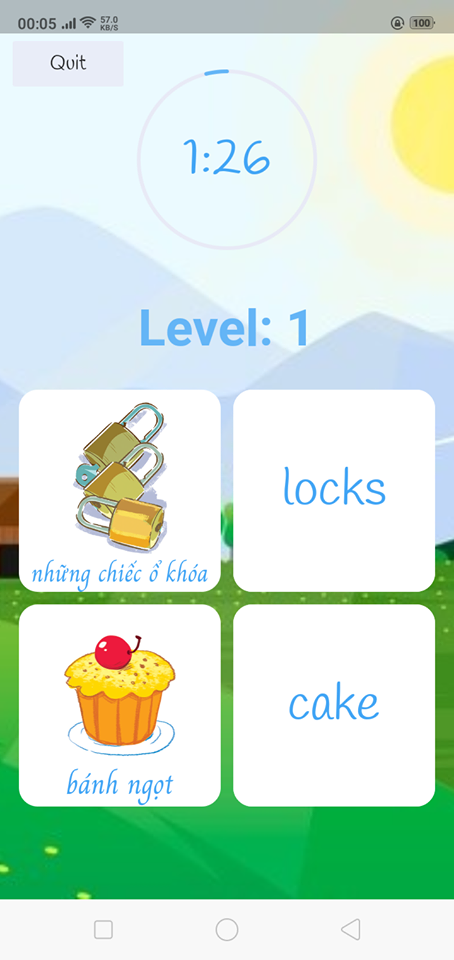 00:05 57.0 KB/S 100
Quit
1:26
Level: 1
những chiếc ổ khóa
locks
bánh ngọt
cake